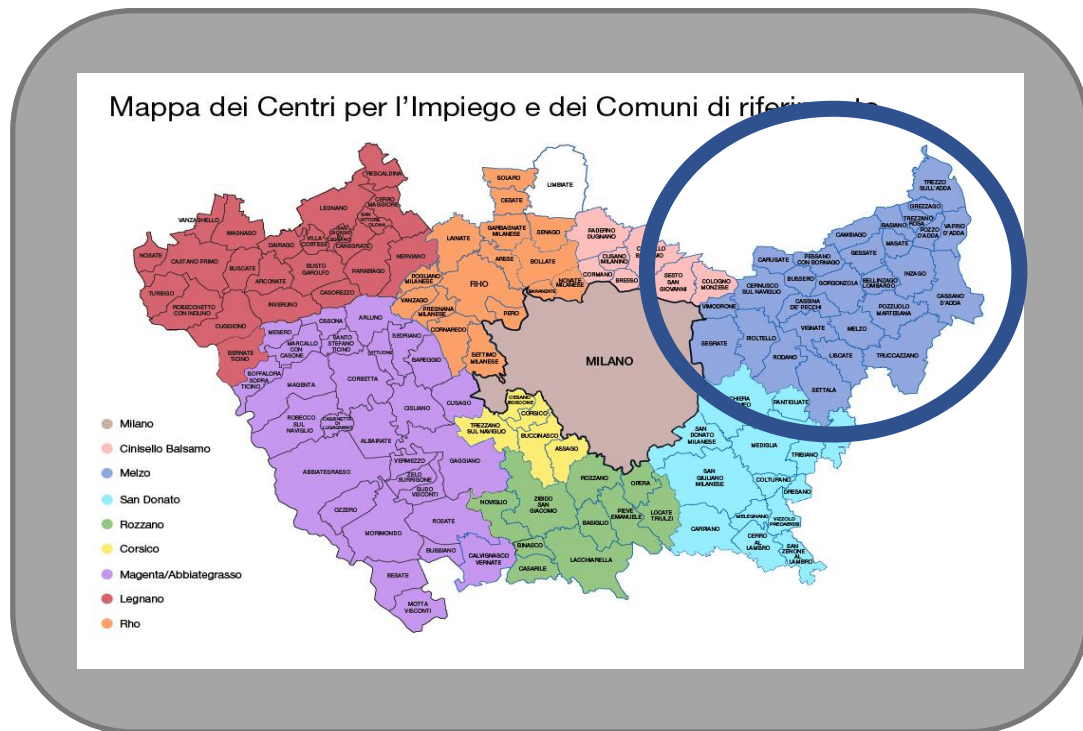 Mappa dei Centri per l'Impiego e dei Comuni di
RESCALDINA
SOLARO
LIMBIATE
CESATE
TREZZO
SULL'ADDA
LEGNANO
CERRO
MAGGIORE
GREZZAGO
VANZAGHELLO
MAGNAGO
SAN
VITTORE
OLONA
LAINATE
GARBAGNATE
MILANESE
SENAGO
PADERNO
DUGNANO
TREZZANO
ROSA
BASIANO
POZZO
D'ADDA
VAPRIO
D'ADDA
CAMBIAGO
MASATE
DAIRAGO
VILLA
CORTESE
CANEGRATE
NOSATE
CASTANO PRIMO
BUSCATE
ARCONATE
BUSTO
GAROLFO
PARABIAGO
NERVIANO
ARESE
BOLLATE
CUSANO
MILANINO
CORMANO
BRESSO
SESTO
SAN
GIOVANNI
COLOGNO
MONZESE
CARUGATE
PESSANO
CON BORNAGO
GESSATE
BUSSERO
GORGONZOLA
BELLINZAGO
LOMBARDO
INZAGO
CERNUSCO
SUL NAVIGLIO
CASSINA
DE' PECCHI
CASSANO
D'ADDA
TURBIGO
ROBECCHETTO
CON INDUNO
INVERUNO
CASOREZZO
POGLIANO
MILANESE
RHO
NOVATE
MILANESE
BARANZATE
VANZAGO
PREGNANA
MILANESE
PERO
VIMODRONE
POZZUOLO
MARTESANA
CUGGIONO
MESERO
OSSONA
ARLUNO
CORNAREDO
SEGRATE
PIOLTELLO
VIGNATE
MELZO
BERNATE
TICINO
MARCALLO
CON
CASONE
SANTO
STEFANO
TICINO
VITTUONE
SEDRIANO
BAREGGIO
SETTIMO
MILANESE
MILANO
RODANO
LISCATE
TRUCCAZZANO
BOFFALORA
SOPRA
TICINO
MAGENTA
CORBETTA
SETTALA
PANTIGLIATE
CISLIANO
CUSAGO
CESANO
BOSCONE
CORSICO
ROBECCO
SUL
NAVIGLIO
CASSINETTA
DI
LUGAGNANO
ALBAIRATE
TREZZANO
SUL NAVIGLIO
BUCCINASCO
ASSAGO
SAN
DONATO
MILANESE
MEDIGLIA
TRIBIANO
ABBIATEGRASSO
VERMEZZO
ZELO
SURRIGONE
GUDO
VISCONTI
GAGGIANO
ROZZANO
OPERA
SAN
GIULIANO
MILANESE
COLTURANO
DRESANO
OZZERO
NOVIGLIO
ZIBIDO
SAN
GIACOMO
BASIGLIO
PIEVE
EMANUELE
LOCATE
TRIULZI
MELEGNANO
VIZZOLO
PREDABISSI
MORIMONDO
ROSATE
CARPIANO
CERRO
AL
LAMBRO
SAN
ZENONE
AL
LAMBRO
BUBBIANO
CALVIGNASCO
VERNATE
BINASCO
CASARILE
LACCHIARELLA
BESATE
MOTTA
VISCONTI
Milano
Cinisello Balsamo
Melzo
San Donato
Rozzano
Corsico
Magenta/Abbiategrasso
Legnano
Rho